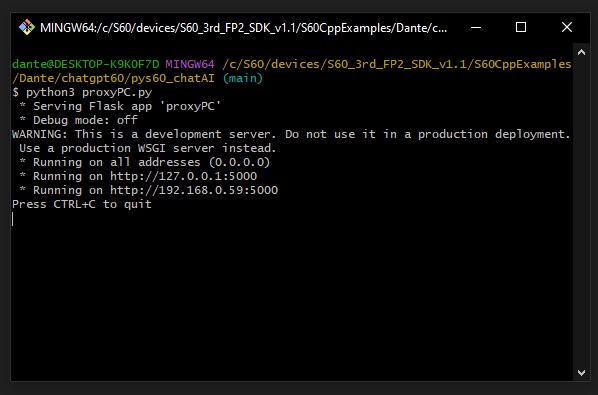 MINGW64:/c/S60/devices/S60_3rd_FP2_SDK_v1.1/S60CppExamples/Dante/c...
dante@DESKTOP-K9KOF7D MINGW64 /c/S60/devices/S60_3rd_FP2_SDK_v1.1/S60CppExamples
/Dante/chatgpt60/pys60_chatAI (main)
$ python3 proxyPC.py
 * Serving Flask app 'proxyPC'
 * Debug mode: off
WARNING: This is a development server. Do not use it in a production deployment.
 Use a production WSGI server instead.
 * Running on all addresses (0.0.0.0)
 * Running on http://127.0.0.1:5000
 * Running on http://192.168.0.59:5000
Press CTRL+C to quit